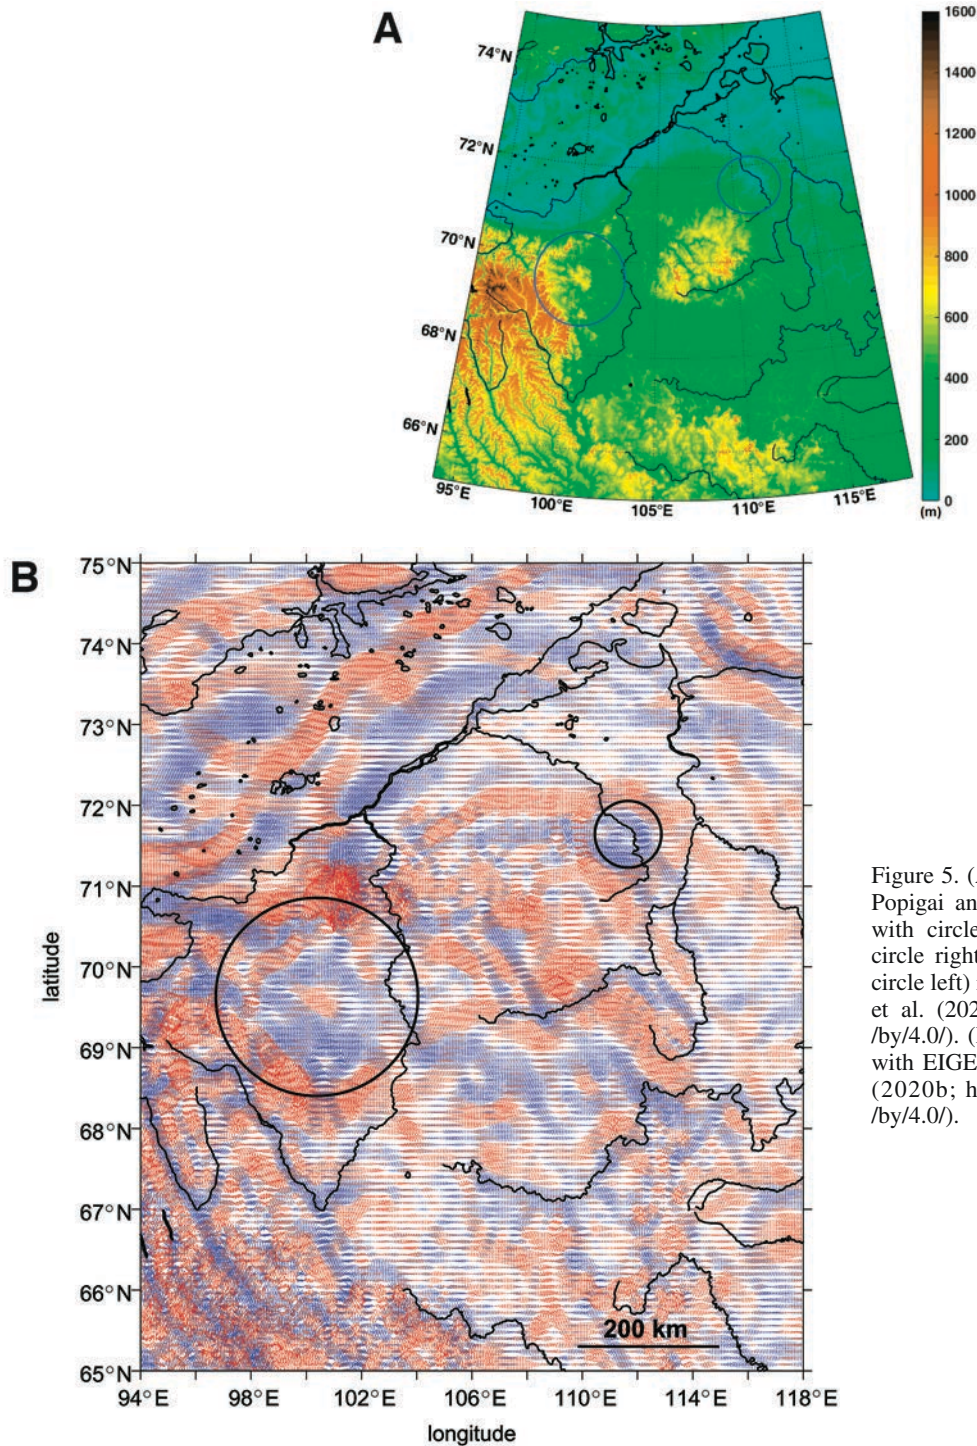 A
74°N
72°N
70°N
68°N
66°N
95°E
100°E
105°E
110°E
115°E
1600
1400
1200
1000
800
600
400
200
0
(m)
B
75°N
74°N
73°N
72°N
71°N
70°N
69°N
68°N
67°N
66°N
65°N
latitude
200 km
94°E
98°E
102°E
106°E
110°E
114°E
118°E
longitude
Figure 5. (
Popigai an
with circle
circle right
circle left)
et al. (202
/by/4.0/). (
with EIGE
(2020b; h
/by/4.0/).